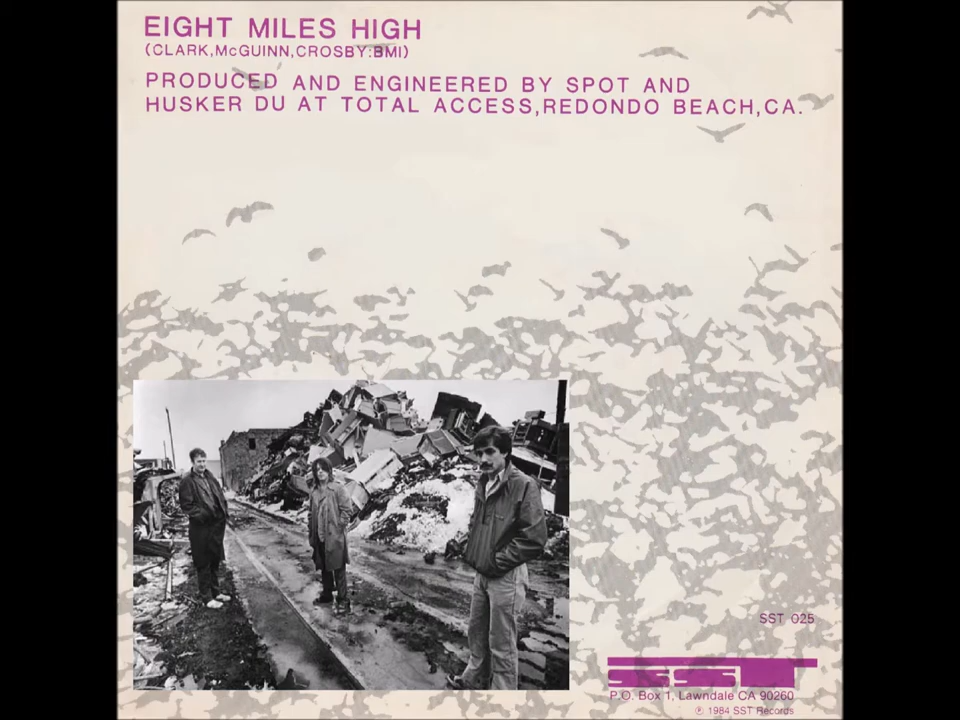 EIGHT MILES HIGH
(CLARK,McGUINN,CROSBY:BMI)
PRODUCED AND ENGINEERED BY SPOT AND
HUSKER DU AT TOTAL ACCESS,REDONDO BEACH,CA.
SST 025
SST
P.O. Box 1, Lawndale CA 90260
℗ 1984 SST Records